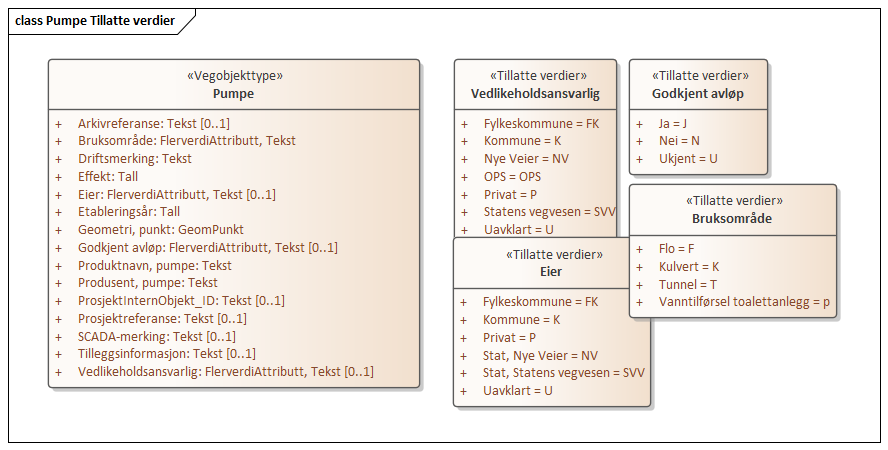 class Pumpe Tillatte verdier
«Vegobjekttype»
Pumpe
+ Arkivreferanse: Tekst [0..1]
+ Bruksområde: FlerverdiAttributt, Tekst
+ Driftsmerking: Tekst
+ Effekt: Tall
+ Eier: FlerverdiAttributt, Tekst [0..1]
+ Etableringsår: Tall
+ Geometri, punkt: GeomPunkt
+ Godkjent avløp: FlerverdiAttributt, Tekst [0..1]
+ Produktnavn, pumpe: Tekst
+ Produsent, pumpe: Tekst
+ ProsjektInternObjekt_ID: Tekst [0..1]
+ Prosjektreferanse: Tekst [0..1]
+ SCADA-merking: Tekst [0..1]
+ Tilleggsinformasjon: Tekst [0..1]
+ Vedlikeholdsansvarlig: FlerverdiAttributt, Tekst [0..1]
«Tillatte verdier»
Vedlikeholdsansvarlig
+ Fylkeskommune = FK
+ Kommune = K
+ Nye Veier = NV
+ OPS = OPS
+ Privat = P
+ Statens vegvesen = SVV
+ Uavklart = U
«Tillatte verdier»
Eier
+ Fylkeskommune = FK
+ Kommune = K
+ Privat = P
+ Stat, Nye Veier = NV
+ Stat, Statens vegvesen = SVV
+ Uavklart = U
«Tillatte verdier»
Godkjent avløp
+ Ja = J
+ Nei = N
+ Ukjent = U
«Tillatte verdier»
Bruksområde
+ Flo = F
+ Kulvert = K
+ Tunnel = T
+ Vanntilførsel toalettanlegg = p